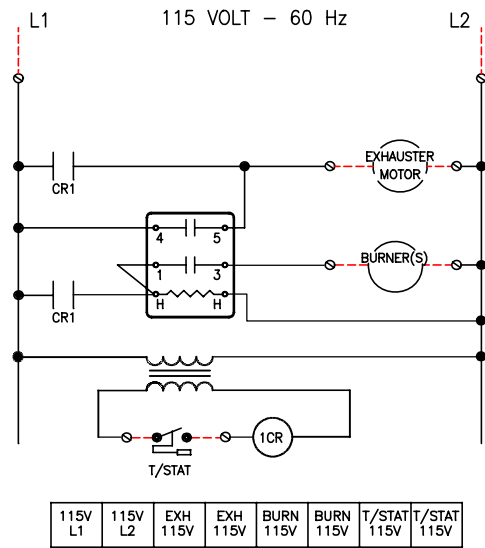 L1 115 VOLT - 60 Hz L2
EXHAUSTER
MOTOR
CR1
4 5
1 3
BURNER(S)
H H
CR1
1CR
T/STAT
115V 115V EXH EXH BURN BURN T/STAT T/STAT
L1 L2 115V 115V 115V 115V 115V 115V